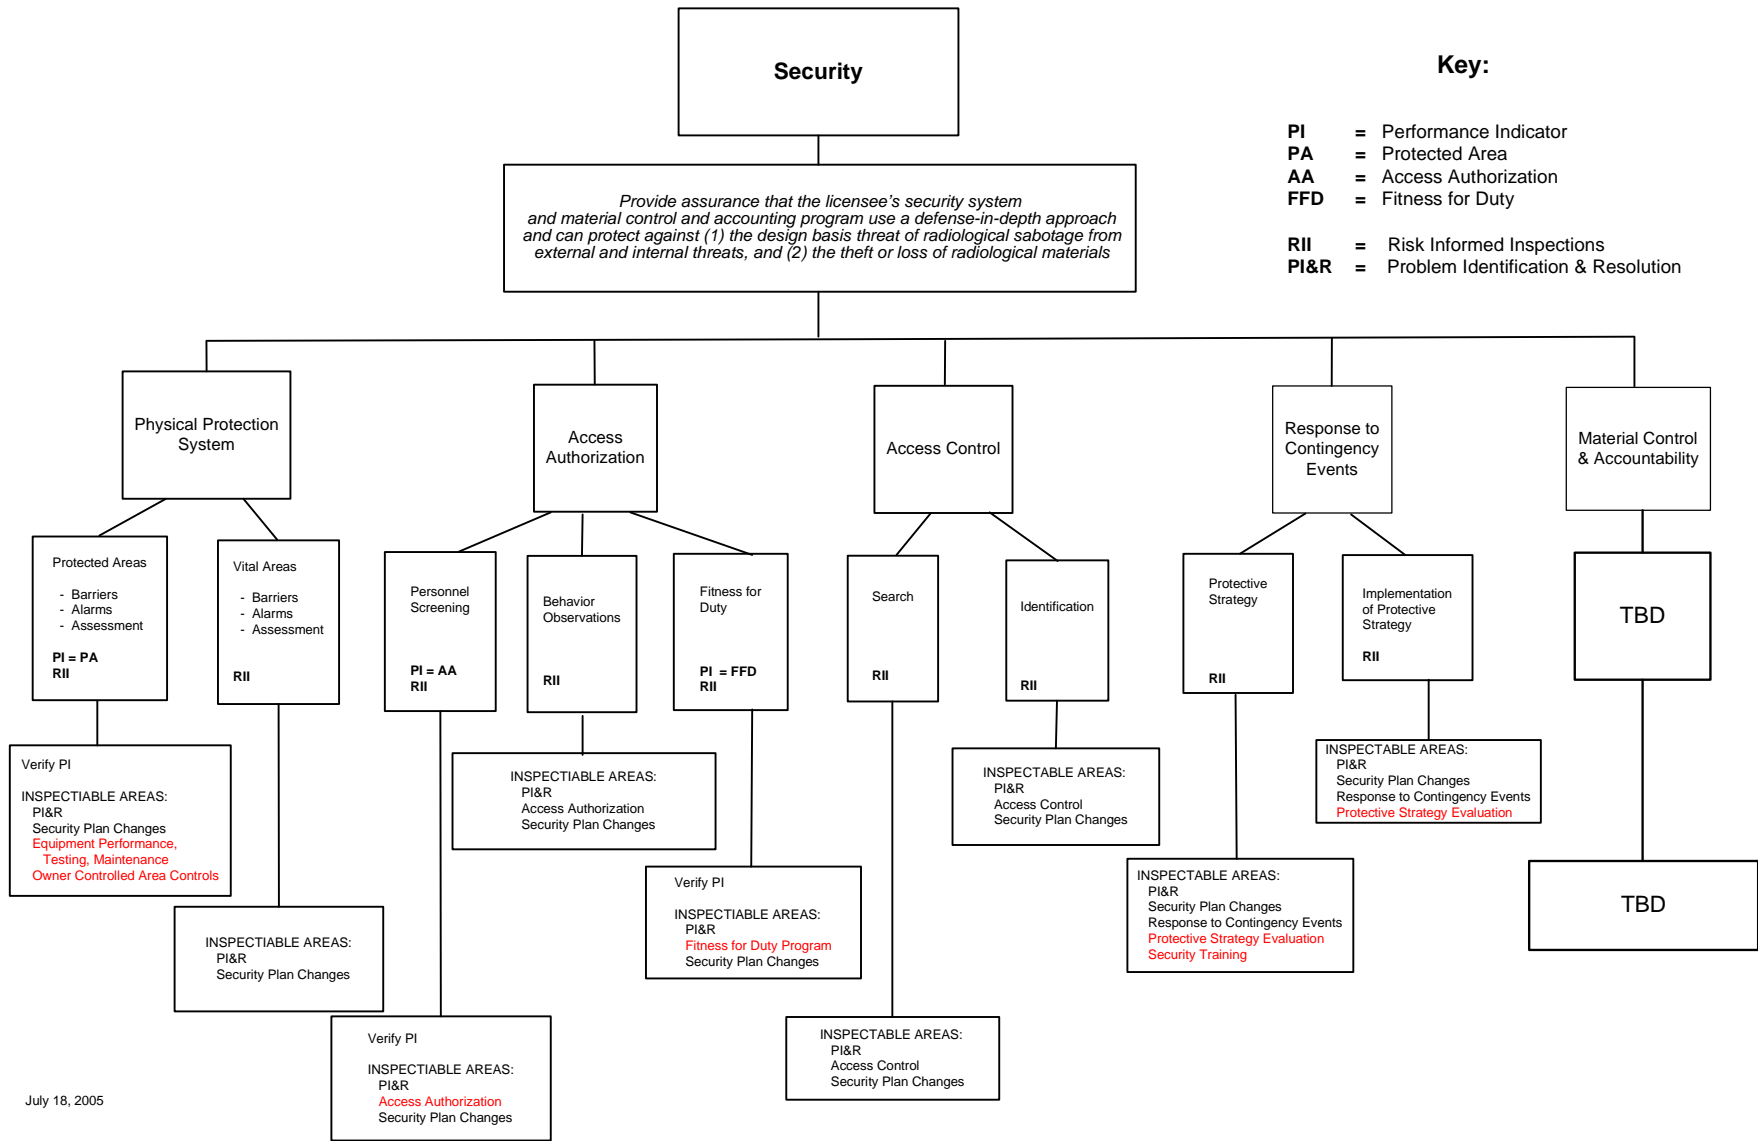 Security
Key:
PI = Performance Indicator
PA = Protected Area
AA = Access Authorization
FFD = Fitness for Duty
RII = Risk Informed Inspections
PI&R = Problem Identification & Resolution
Provide assurance that the licensee's security system
and material control and accounting program use a defense-in-depth approach
and can protect against (1) the design basis threat of radiological sabotage from
external and internal threats, and (2) the theft or loss of radiological materials
Physical Protection
System
Access
Authorization
Access Control
Response to
Contingency
Events
Material Control
& Accountability
Protected Areas
- Barriers
- Alarms
- Assessment
PI = PA
RII
Vital Areas
- Barriers
- Alarms
- Assessment
RII
Personnel
Screening
PI = AA
RII
Behavior
Observations
RII
Fitness for
Duty
PI = FFD
RII
Search
RII
Identification
RII
Protective
Strategy
RII
Implementation
of Protective
Strategy
RII
TBD
Verify PI
INSPECTIABLE AREAS:
PI&R
Security Plan Changes
Equipment Performance,
Testing, Maintenance
Owner Controlled Area Controls
INSPECTIABLE AREAS:
PI&R
Security Plan Changes
Verify PI
INSPECTIABLE AREAS:
PI&R
Access Authorization
Security Plan Changes
INSPECTIABLE AREAS:
PI&R
Access Authorization
Security Plan Changes
Verify PI
INSPECTIABLE AREAS:
PI&R
Fitness for Duty Program
Security Plan Changes
INSPECTABLE AREAS:
PI&R
Access Control
Security Plan Changes
INSPECTABLE AREAS:
PI&R
Access Control
Security Plan Changes
INSPECTABLE AREAS:
PI&R
Security Plan Changes
Response to Contingency Events
Protective Strategy Evaluation
Security Training
INSPECTABLE AREAS:
PI&R
Security Plan Changes
Response to Contingency Events
Protective Strategy Evaluation
TBD
July 18, 2005